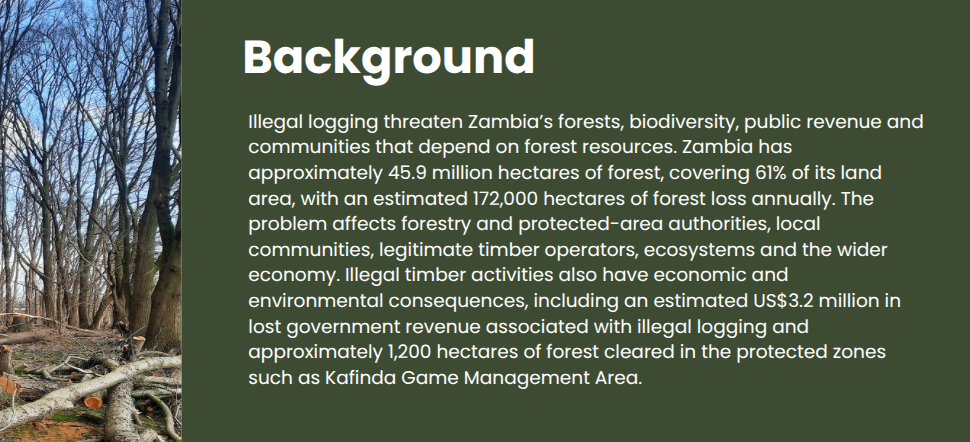 Background
Illegal logging threaten Zambia’s forests, biodiversity, public revenue and
communities that depend on forest resources. Zambia has
approximately 45.9 million hectares of forest, covering 61% of its land
area, with an estimated 172,000 hectares of forest loss annually. The
problem affects forestry and protected-area authorities, local
communities, legitimate timber operators, ecosystems and the wider
economy. Illegal timber activities also have economic and
environmental consequences, including an estimated US$3.2 million in
lost government revenue associated with illegal logging and
approximately 1,200 hectares of forest cleared in the protected zones
such as Kafinda Game Management Area.